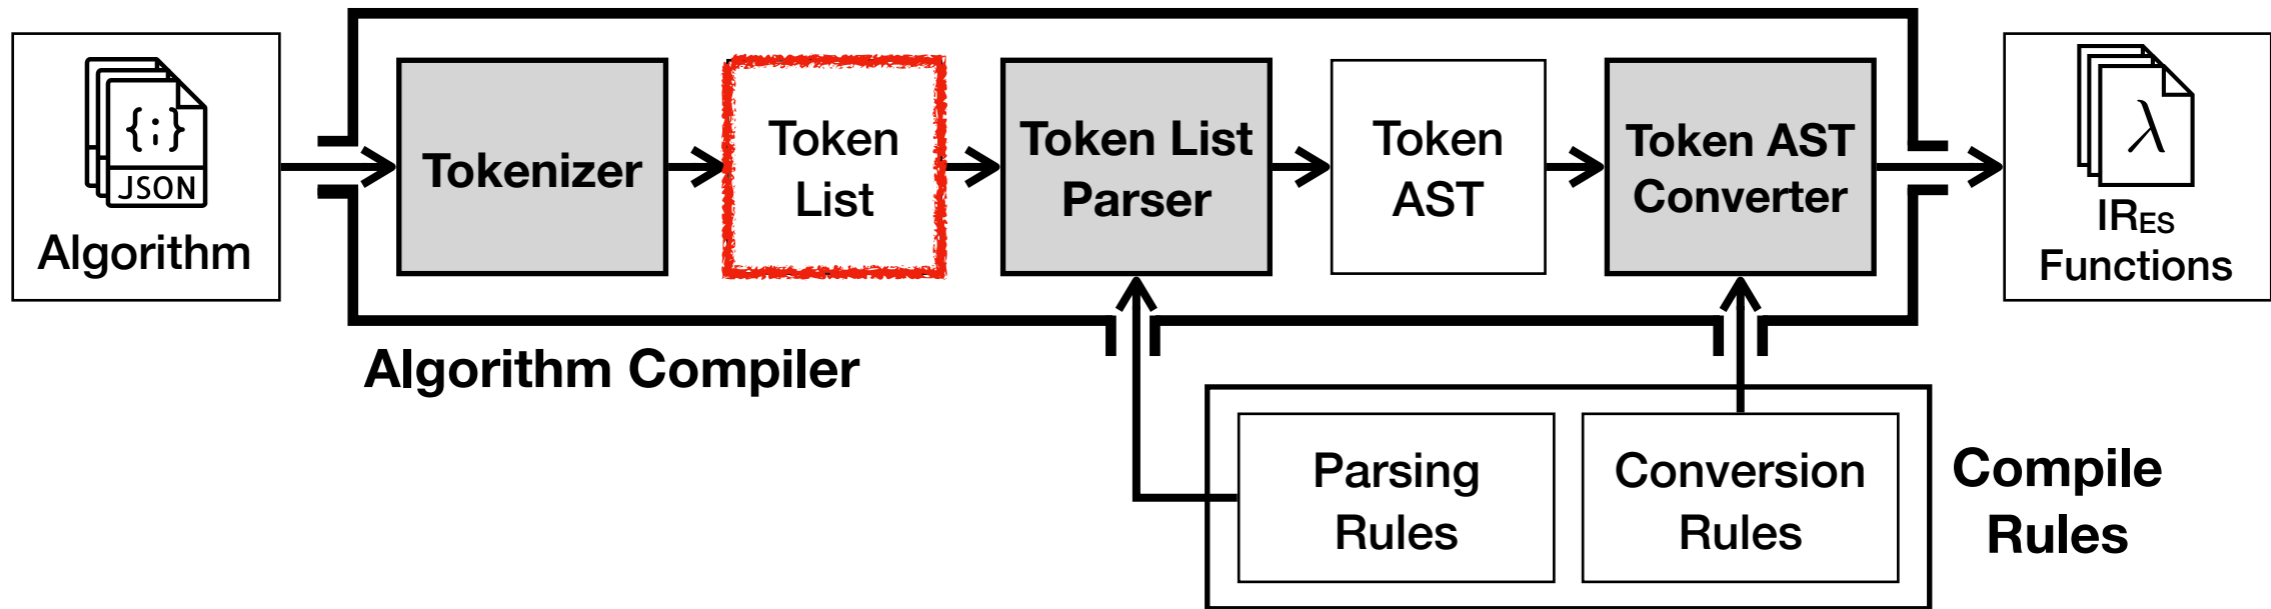 {;}
JSON
Algorithm
Tokenizer
Token
List
Token List
Parser
Token
AST
Token AST
Converter
λ
IRES
Functions
Algorithm Compiler
Parsing
Rules
Conversion
Rules
Compile
Rules